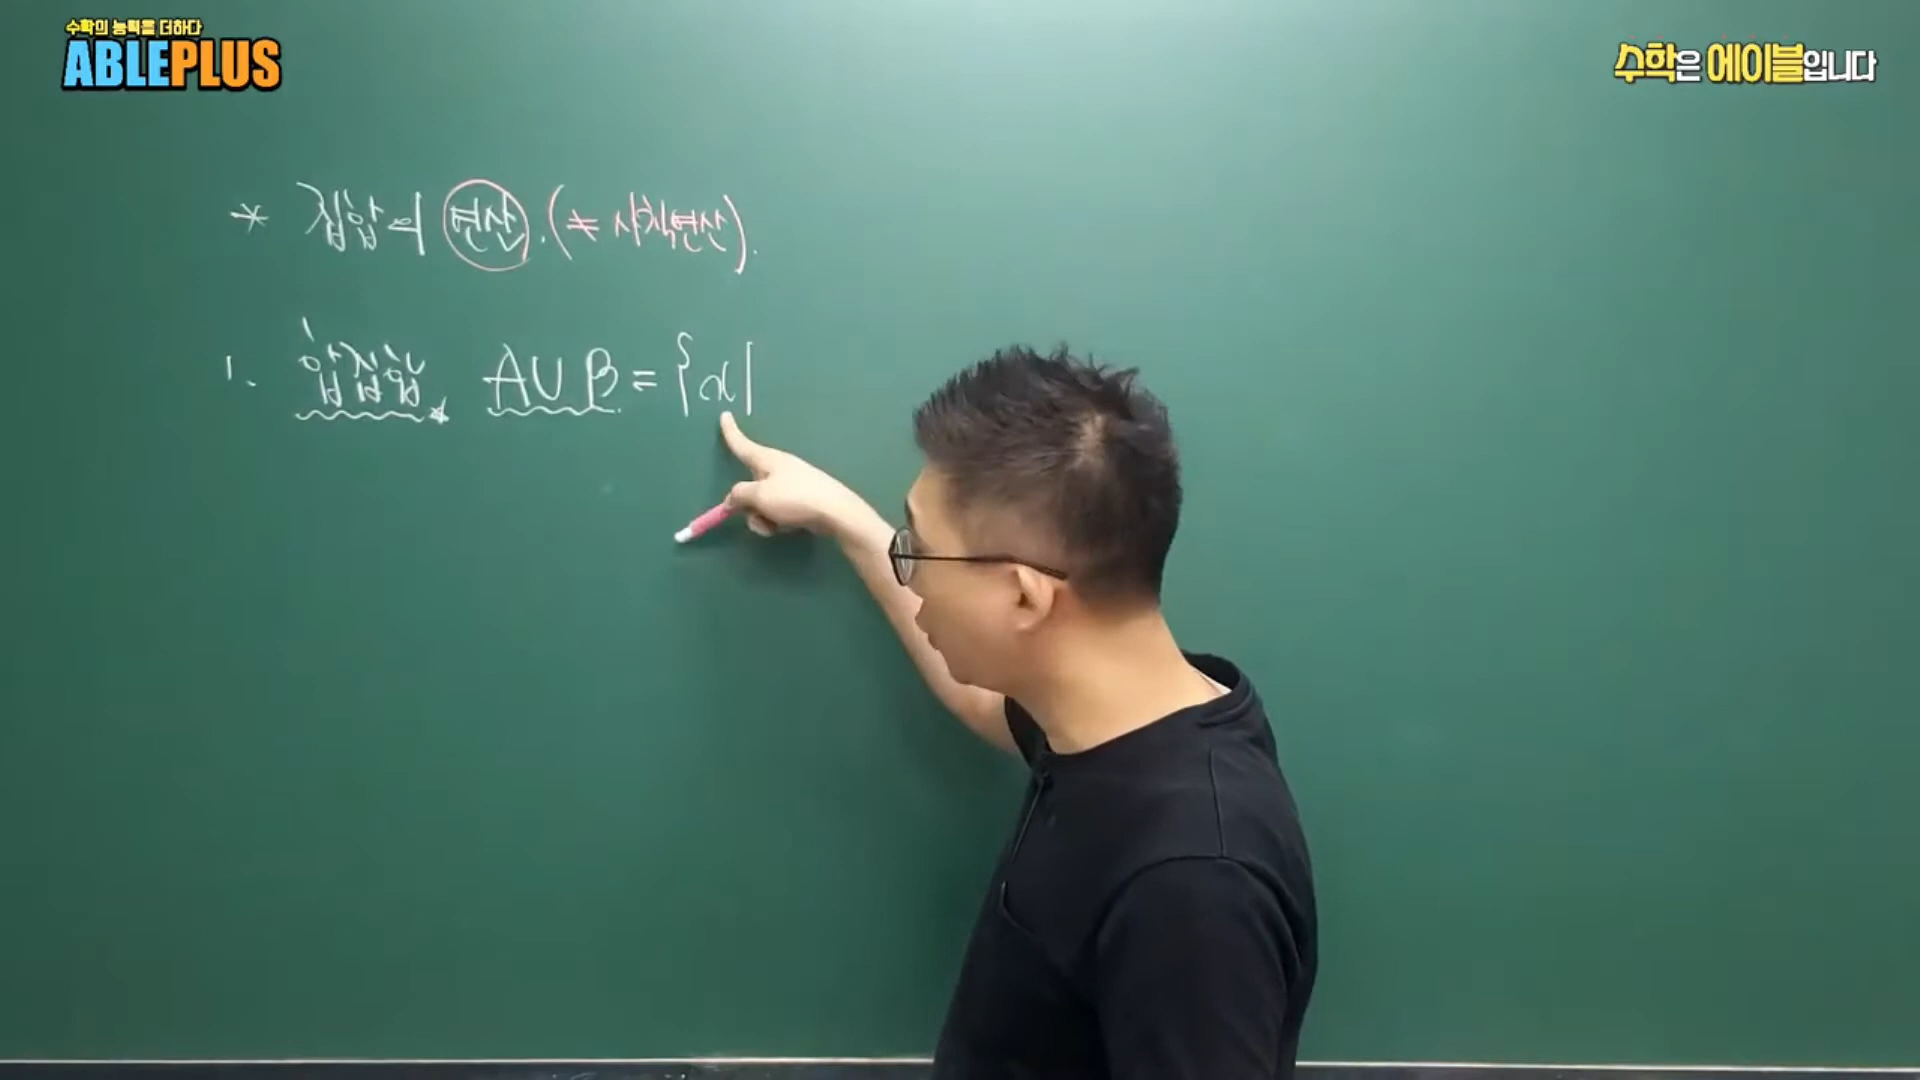 수학의 능력을 더하다
ABLEPLUS
수학은 에이블입니다
* 집합의 연산. (≠ 사칙연산).
1. 합집합 A∪B = {x|